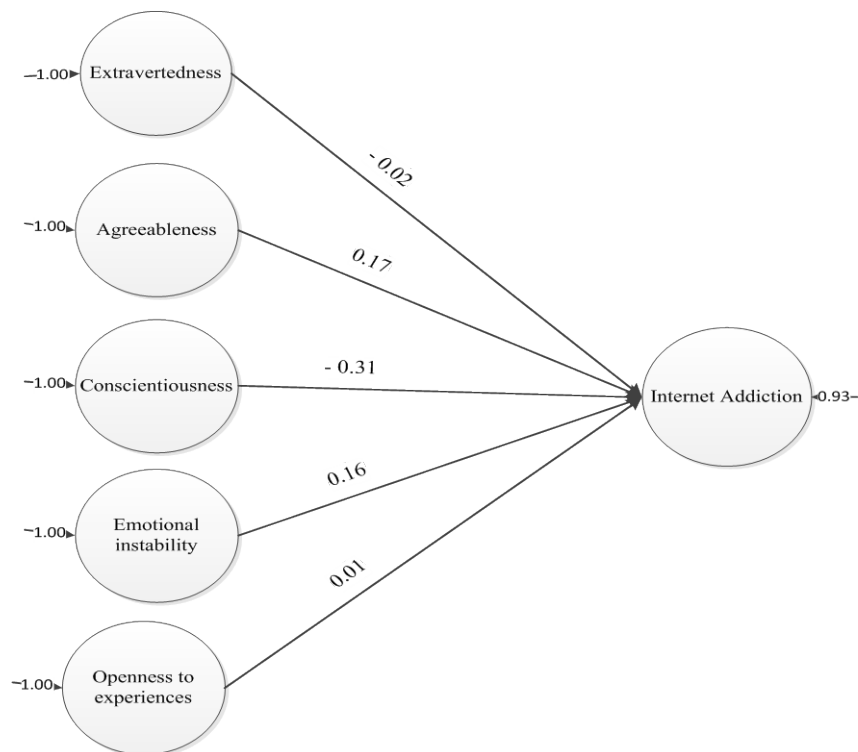 –1.00
Extravertedness
- 0.02
–1.00
Agreeableness
0.17
–1.00
Conscientiousness
- 0.31
Internet Addiction
0.93–
–1.00
Emotional
instability
0.16
0.01
–1.00
Openness to
experiences